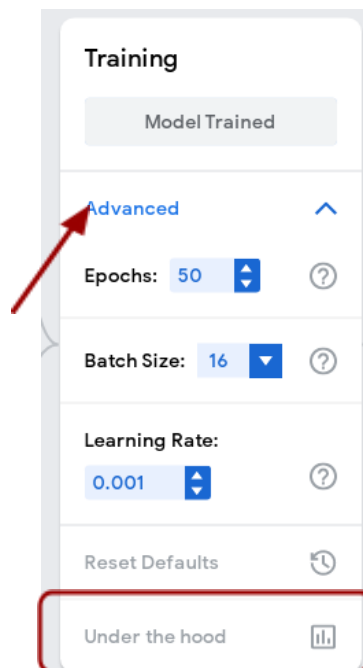 Training
Model Trained
Advanced
Epochs: 50
Batch Size: 16
Learning Rate:
0.001
Reset Defaults
Under the hood